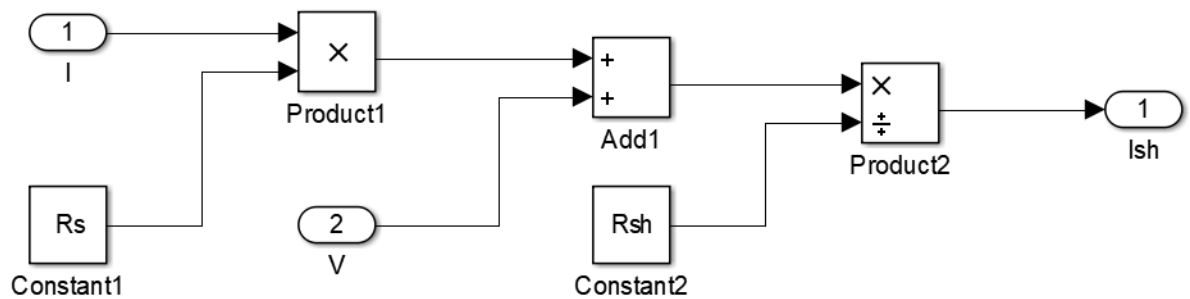 1
I
×
Product1
Rs
Constant1
2
V
+
+
Add1
Rsh
Constant2
×
÷
Product2
1
Ish